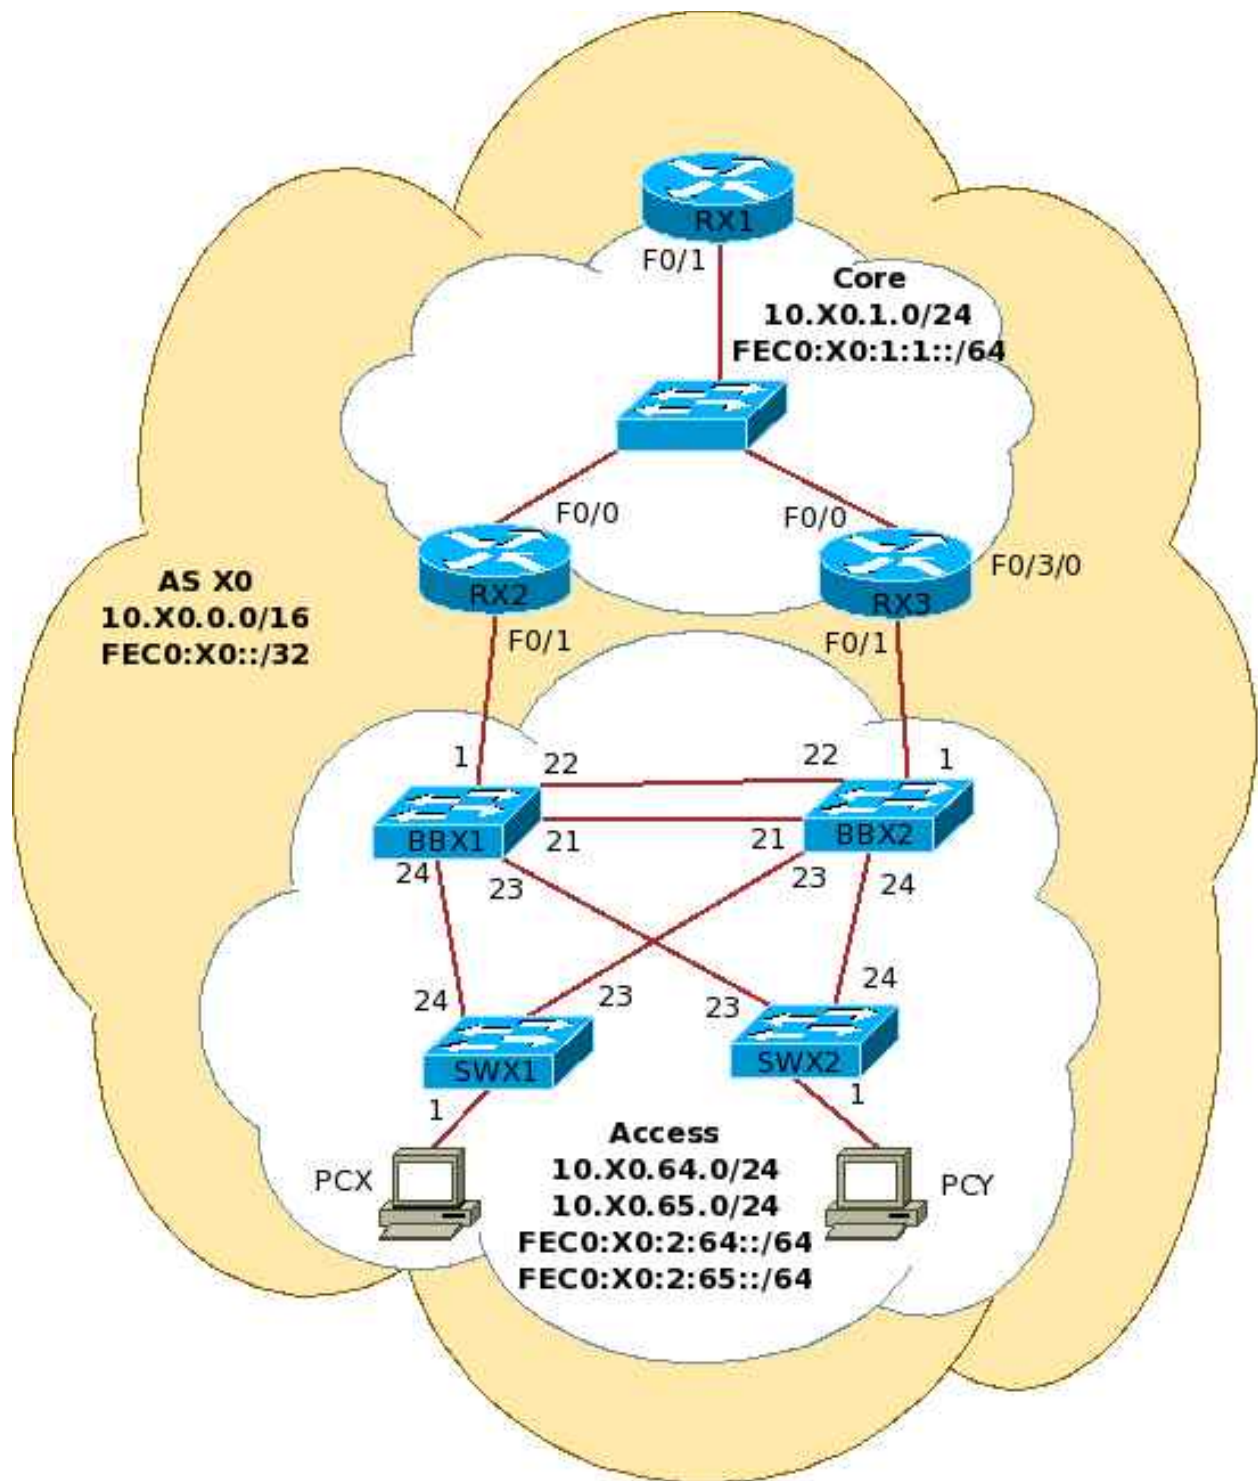 RX1
F0/1
Core
10.X0.1.0/24
FEC0:X0:1:1::/64
F0/0
F0/0
F0/3/0
RX2
RX3
AS X0
10.X0.0.0/16
FEC0:X0::/32
F0/1
F0/1
1
22
22
1
BBX1
21
21
BBX2
24
23
23
24
24
23
23
24
SWX1
SWX2
1
1
PCX
PCY
Access
10.X0.64.0/24
10.X0.65.0/24
FEC0:X0:2:64::/64
FEC0:X0:2:65::/64